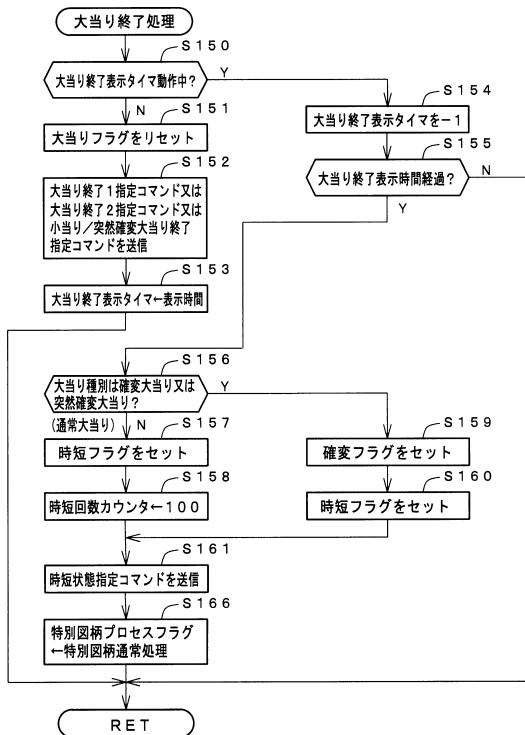 大当り終了処理
S150
大当り終了表示タイマ動作中?
Y
N
S151
大当りフラグをリセット
S152
大当り終了1指定コマンド又は
大当り終了2指定コマンド又は
小当り/突然確変大当り終了
指定コマンドを送信
S153
大当り終了表示タイマ←表示時間
S154
大当り終了表示タイマを−1
S155
大当り終了表示時間経過?
N
Y
S156
大当り種別は確変大当り又は
突然確変大当り?
Y
(通常大当り)
N
S157
時短フラグをセット
S158
時短回数カウンタ←100
S159
確変フラグをセット
S160
時短フラグをセット
S161
時短状態指定コマンドを送信
S166
特別図柄プロセスフラグ
←特別図柄通常処理
RET